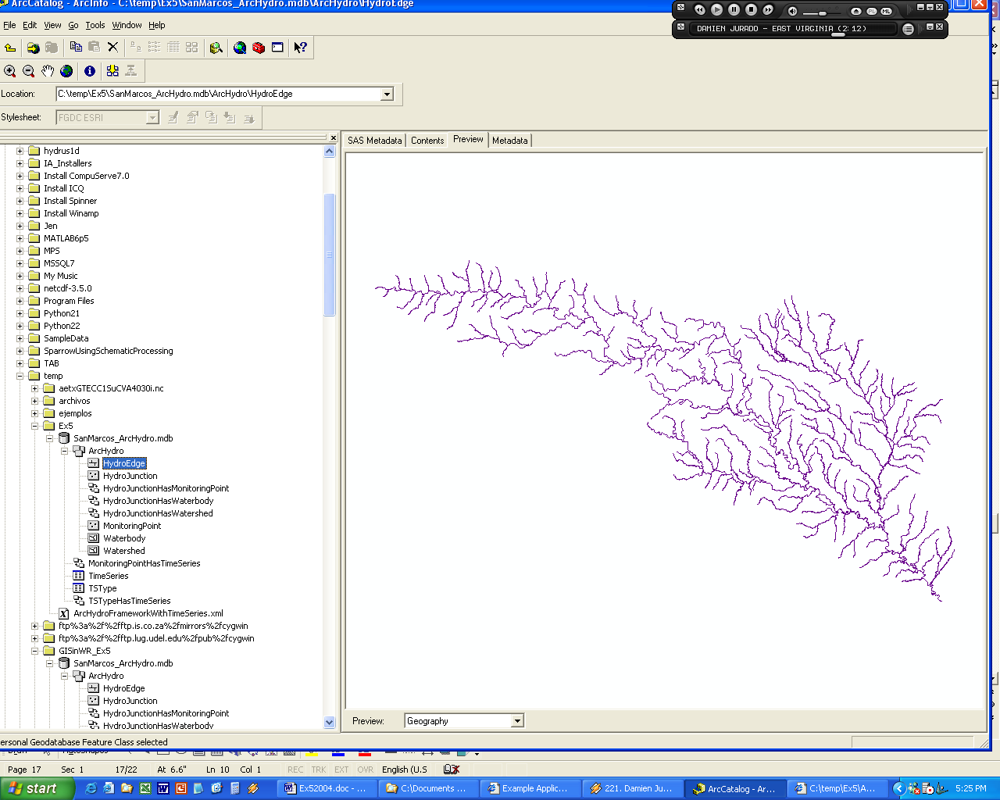 ArcCatalog - ArcInfo - C:\temp\Ex5\SanMarcos_ArcHydro.mdb\ArcHydro\HydroEdge
File Edit View Go Tools Window Help
PL ML
DAMIEN JURADO - EAST VIRGINIA (2:12)
Location: C:\temp\Ex5\SanMarcos_ArcHydro.mdb\ArcHydro\HydroEdge
Stylesheet: FGDC ESRI
SAS Metadata Contents Preview Metadata
hydrus1d
IA_Installers
Install CompuServe7.0
Install ICQ
Install Spinner
Install Winamp
Jen
MATLAB6p5
MPS
MSSQL7
My Music
netcdf-3.5.0
Program Files
Python21
Python22
SampleData
SparrowUsingSchematicProcessing
TAB
temp
aetxGTECC1SuCVA4030i.nc
archivos
ejemplos
Ex5
SanMarcos_ArcHydro.mdb
ArcHydro
HydroEdge
HydroJunction
HydroJunctionHasMonitoringPoint
HydroJunctionHasWaterbody
HydroJunctionHasWatershed
MonitoringPoint
Waterbody
Watershed
MonitoringPointHasTimeSeries
TimeSeries
TSType
TSTypeHasTimeSeries
ArcHydroFrameworkWithTimeSeries.xml
ftp%3a%2f%2fftp.is.co.za%2fmirrors%2fcygwin
ftp%3a%2f%2fftp.lug.udel.edu%2fpub%2fcygwin
GISinWR_Ex5
SanMarcos_ArcHydro.mdb
ArcHydro
HydroEdge
HydroJunction
HydroJunctionHasMonitoringPoint
HydroJunctionHasWaterbody
Preview: Geography
ersonal Geodatabase Feature Class selected
Page 17 Sec 1 17/22 At 6.6" Ln 10 Col 1 REC TRK EXT OVR English (U.S
start Ex52004.doc - ... C:\Documents ... Example Applic... 221. Damien Ju... ArcCatalog - Ar... C:\temp\Ex5\A... 5:25 PM